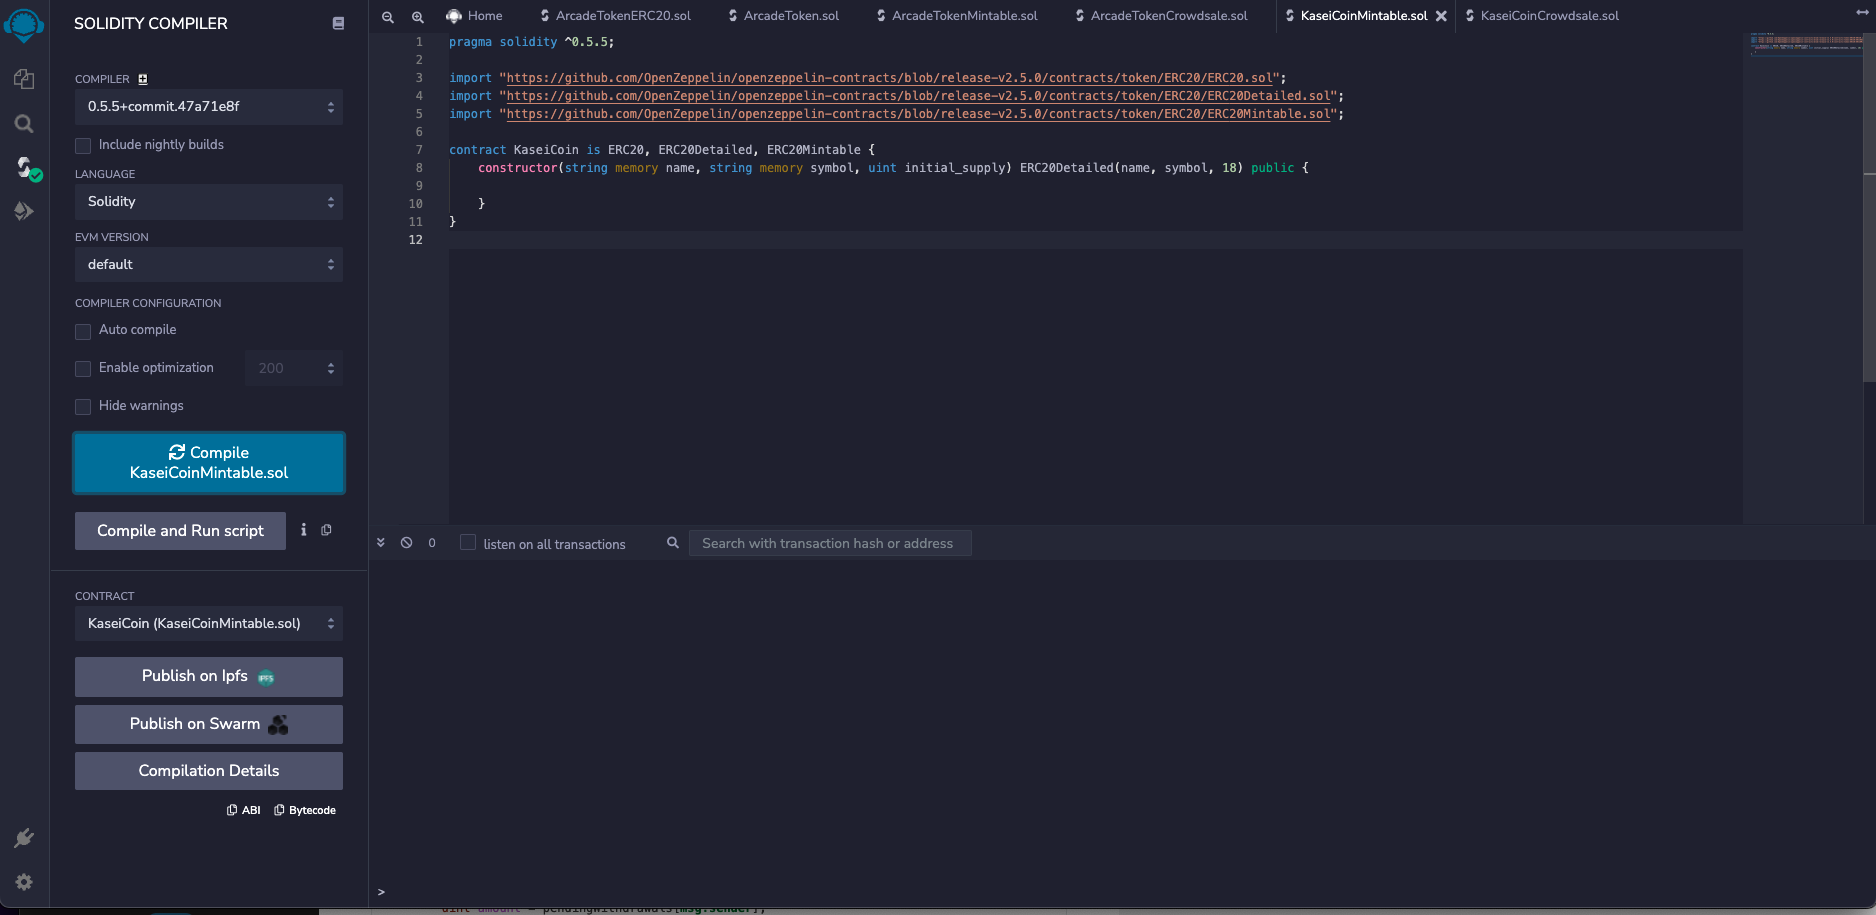 SOLIDITY COMPILER
COMPILER
0.5.5+commit.47a71e8f
Include nightly builds
LANGUAGE
Solidity
EVM VERSION
default
COMPILER CONFIGURATION
Auto compile
Enable optimization
200
Hide warnings
Compile
KaseiCoinMintable.sol
Compile and Run script
i
CONTRACT
KaseiCoin (KaseiCoinMintable.sol)
Publish on Ipfs
IPFS
Publish on Swarm
Compilation Details
ABI Bytecode
Home ArcadeTokenERC20.sol ArcadeToken.sol ArcadeTokenMintable.sol ArcadeTokenCrowdsale.sol KaseiCoinMintable.sol KaseiCoinCrowdsale.sol
1 pragma solidity ^0.5.5;
2
3 import "https://github.com/OpenZeppelin/openzeppelin-contracts/blob/release-v2.5.0/contracts/token/ERC20/ERC20.sol";
4 import "https://github.com/OpenZeppelin/openzeppelin-contracts/blob/release-v2.5.0/contracts/token/ERC20/ERC20Detailed.sol";
5 import "https://github.com/OpenZeppelin/openzeppelin-contracts/blob/release-v2.5.0/contracts/token/ERC20/ERC20Mintable.sol";
6
7 contract KaseiCoin is ERC20, ERC20Detailed, ERC20Mintable {
8 constructor(string memory name, string memory symbol, uint initial_supply) ERC20Detailed(name, symbol, 18) public {
9
10 }
11 }
12
0 listen on all transactions Search with transaction hash or address
>
uint amount = pendingWithdrawals[msg.sender];